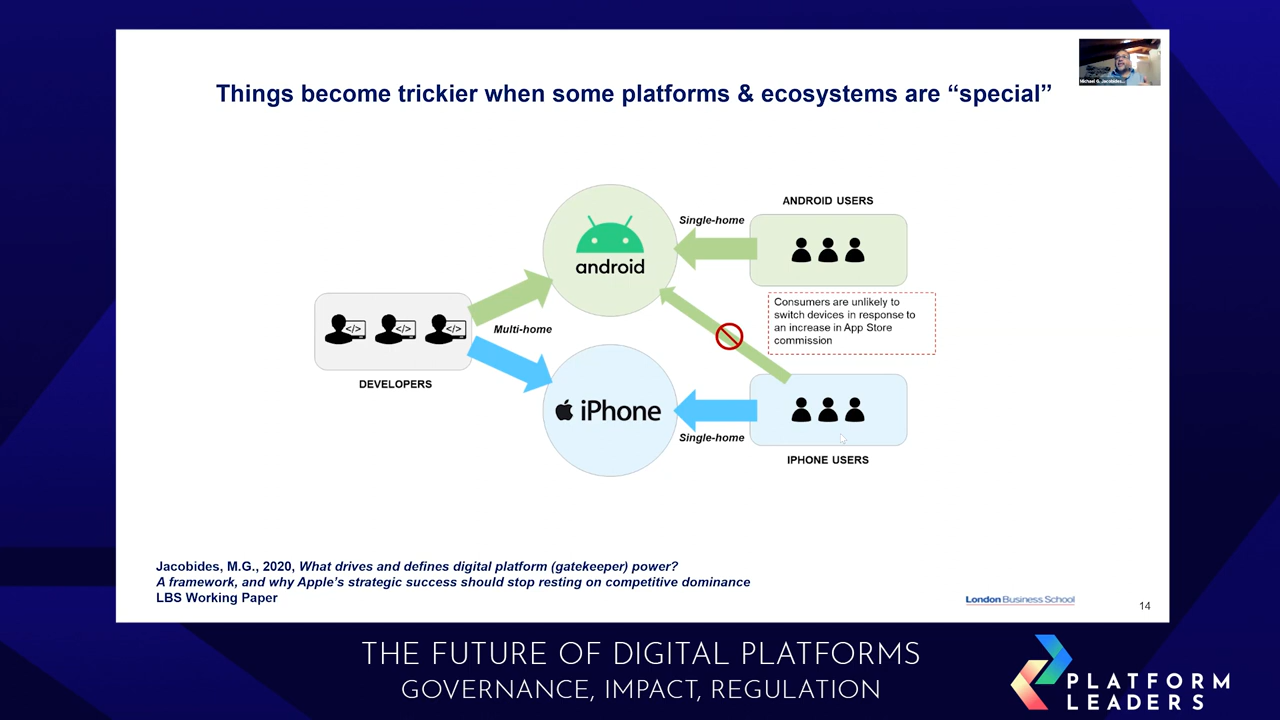 Things become trickier when some platforms & ecosystems are “special”
Michael G. Jacobides
ANDROID USERS
Single-home
android
Consumers are unlikely to
switch devices in response to
an increase in App Store
commission
</>
</>
</>
Multi-home
DEVELOPERS
iPhone
Single-home
IPHONE USERS
Jacobides, M.G., 2020, What drives and defines digital platform (gatekeeper) power?
A framework, and why Apple’s strategic success should stop resting on competitive dominance
LBS Working Paper
London Business School
14
THE FUTURE OF DIGITAL PLATFORMS
GOVERNANCE, IMPACT, REGULATION
PLATFORM
LEADERS